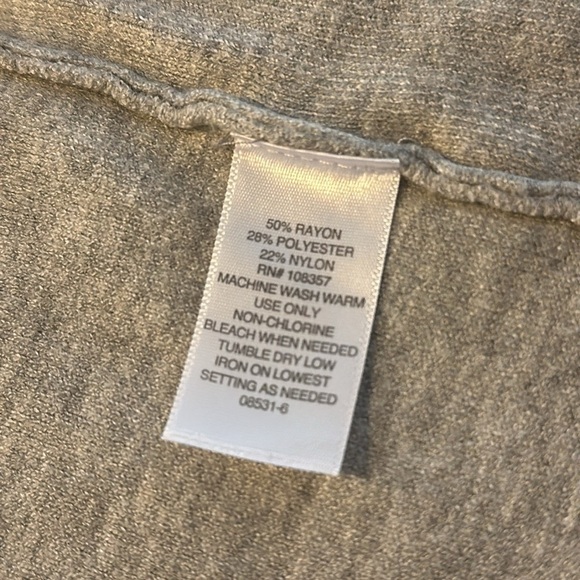 50% RAYON
28% POLYESTER
22% NYLON
RN# 108357
MACHINE WASH WARM
USE ONLY
NON-CHLORINE
BLEACH WHEN NEEDED
TUMBLE DRY LOW
IRON ON LOWEST
SETTING AS NEEDED
08531-6